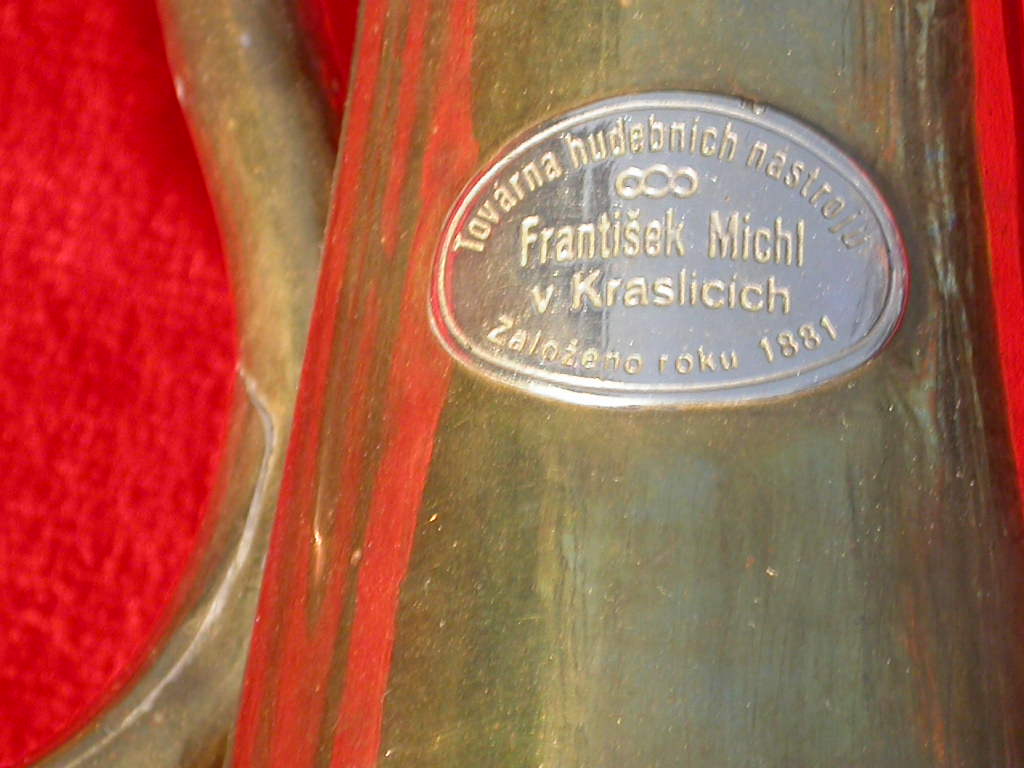 Továrna hudebních nástrojů
František Michl
v Kraslicích
Založeno roku 1881